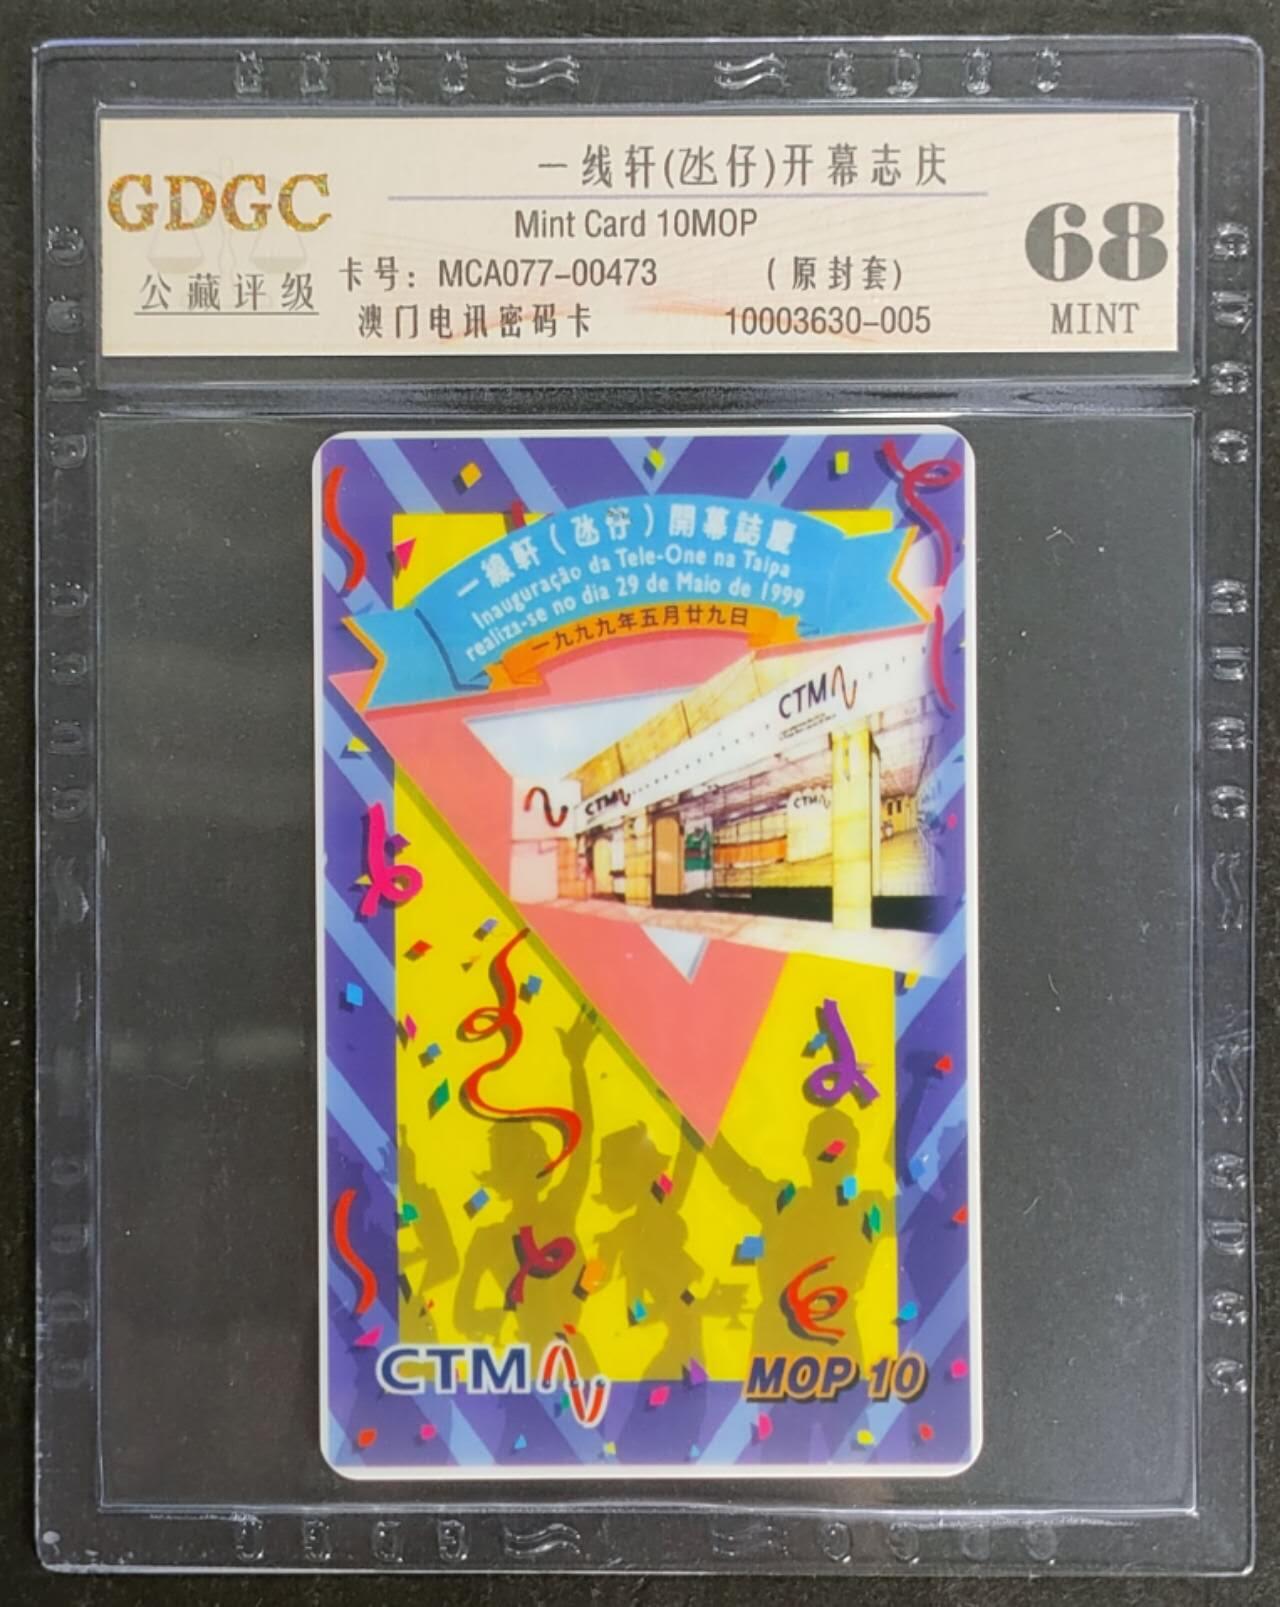 GDGC
公藏评级
一线轩(氹仔)开幕志庆
Mint Card 10MOP
卡号: MCA077-00473 (原封套)
澳门电讯密码卡 10003630-005
68
MINT
一線軒(氹仔)開幕誌慶
Inauguração da Tele-One na Taipa
realiza-se no dia 29 de Maio de 1999
一九九九年五月廿九日
CTM
CTM
CTM
CTM
MOP 10